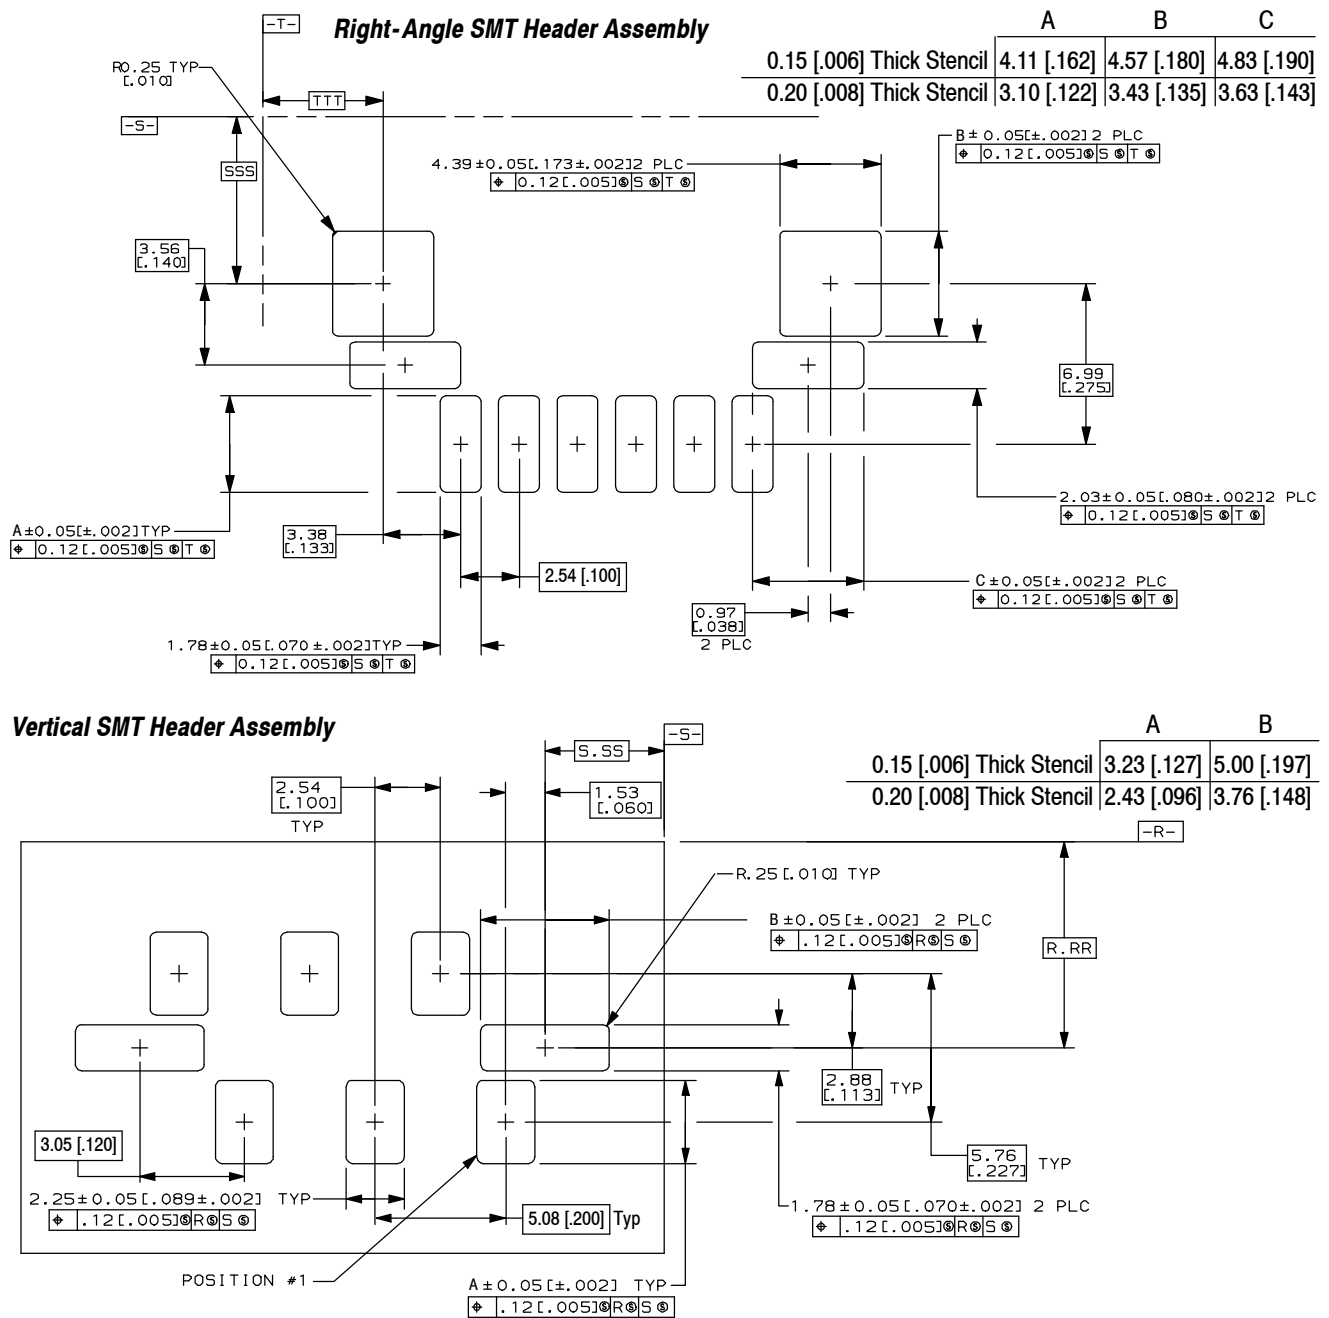 -T-
Right-Angle SMT Header Assembly
A B C
0.15 [.006] Thick Stencil 4.11 [.162] 4.57 [.180] 4.83 [.190]
0.20 [.008] Thick Stencil 3.10 [.122] 3.43 [.135] 3.63 [.143]
R0.25 TYP
[.010]
TTT
-S-
SSS
4.39±0.05[.173±.002]2 PLC
⌖ 0.12[.005]Ⓢ S Ⓢ T Ⓢ
B±0.05[±.002]2 PLC
⌖ 0.12[.005]Ⓢ S Ⓢ T Ⓢ
3.56
[.140]
6.99
[.275]
2.03±0.05[.080±.002]2 PLC
⌖ 0.12[.005]Ⓢ S Ⓢ T Ⓢ
A±0.05[±.002]TYP
⌖ 0.12[.005]Ⓢ S Ⓢ T Ⓢ
3.38
[.133]
2.54 [.100]
C±0.05[±.002]2 PLC
⌖ 0.12[.005]Ⓢ S Ⓢ T Ⓢ
0.97
[.038]
2 PLC
1.78±0.05[.070±.002]TYP
⌖ 0.12[.005]Ⓢ S Ⓢ T Ⓢ
Vertical SMT Header Assembly
-S-
S.SS
A B
0.15 [.006] Thick Stencil 3.23 [.127] 5.00 [.197]
0.20 [.008] Thick Stencil 2.43 [.096] 3.76 [.148]
2.54
[.100]
TYP
1.53
[.060]
-R-
R.25[.010] TYP
B±0.05[±.002] 2 PLC
⌖ .12[.005]Ⓢ R Ⓢ S Ⓢ
R.RR
2.88
[.113] TYP
3.05 [.120]
5.76
[.227] TYP
2.25±0.05[.089±.002] TYP
⌖ .12[.005]Ⓢ R Ⓢ S Ⓢ
5.08 [.200] Typ
1.78±0.05[.070±.002] 2 PLC
⌖ .12[.005]Ⓢ R Ⓢ S Ⓢ
POSITION #1
A±0.05[±.002] TYP
⌖ .12[.005]Ⓢ R Ⓢ S Ⓢ